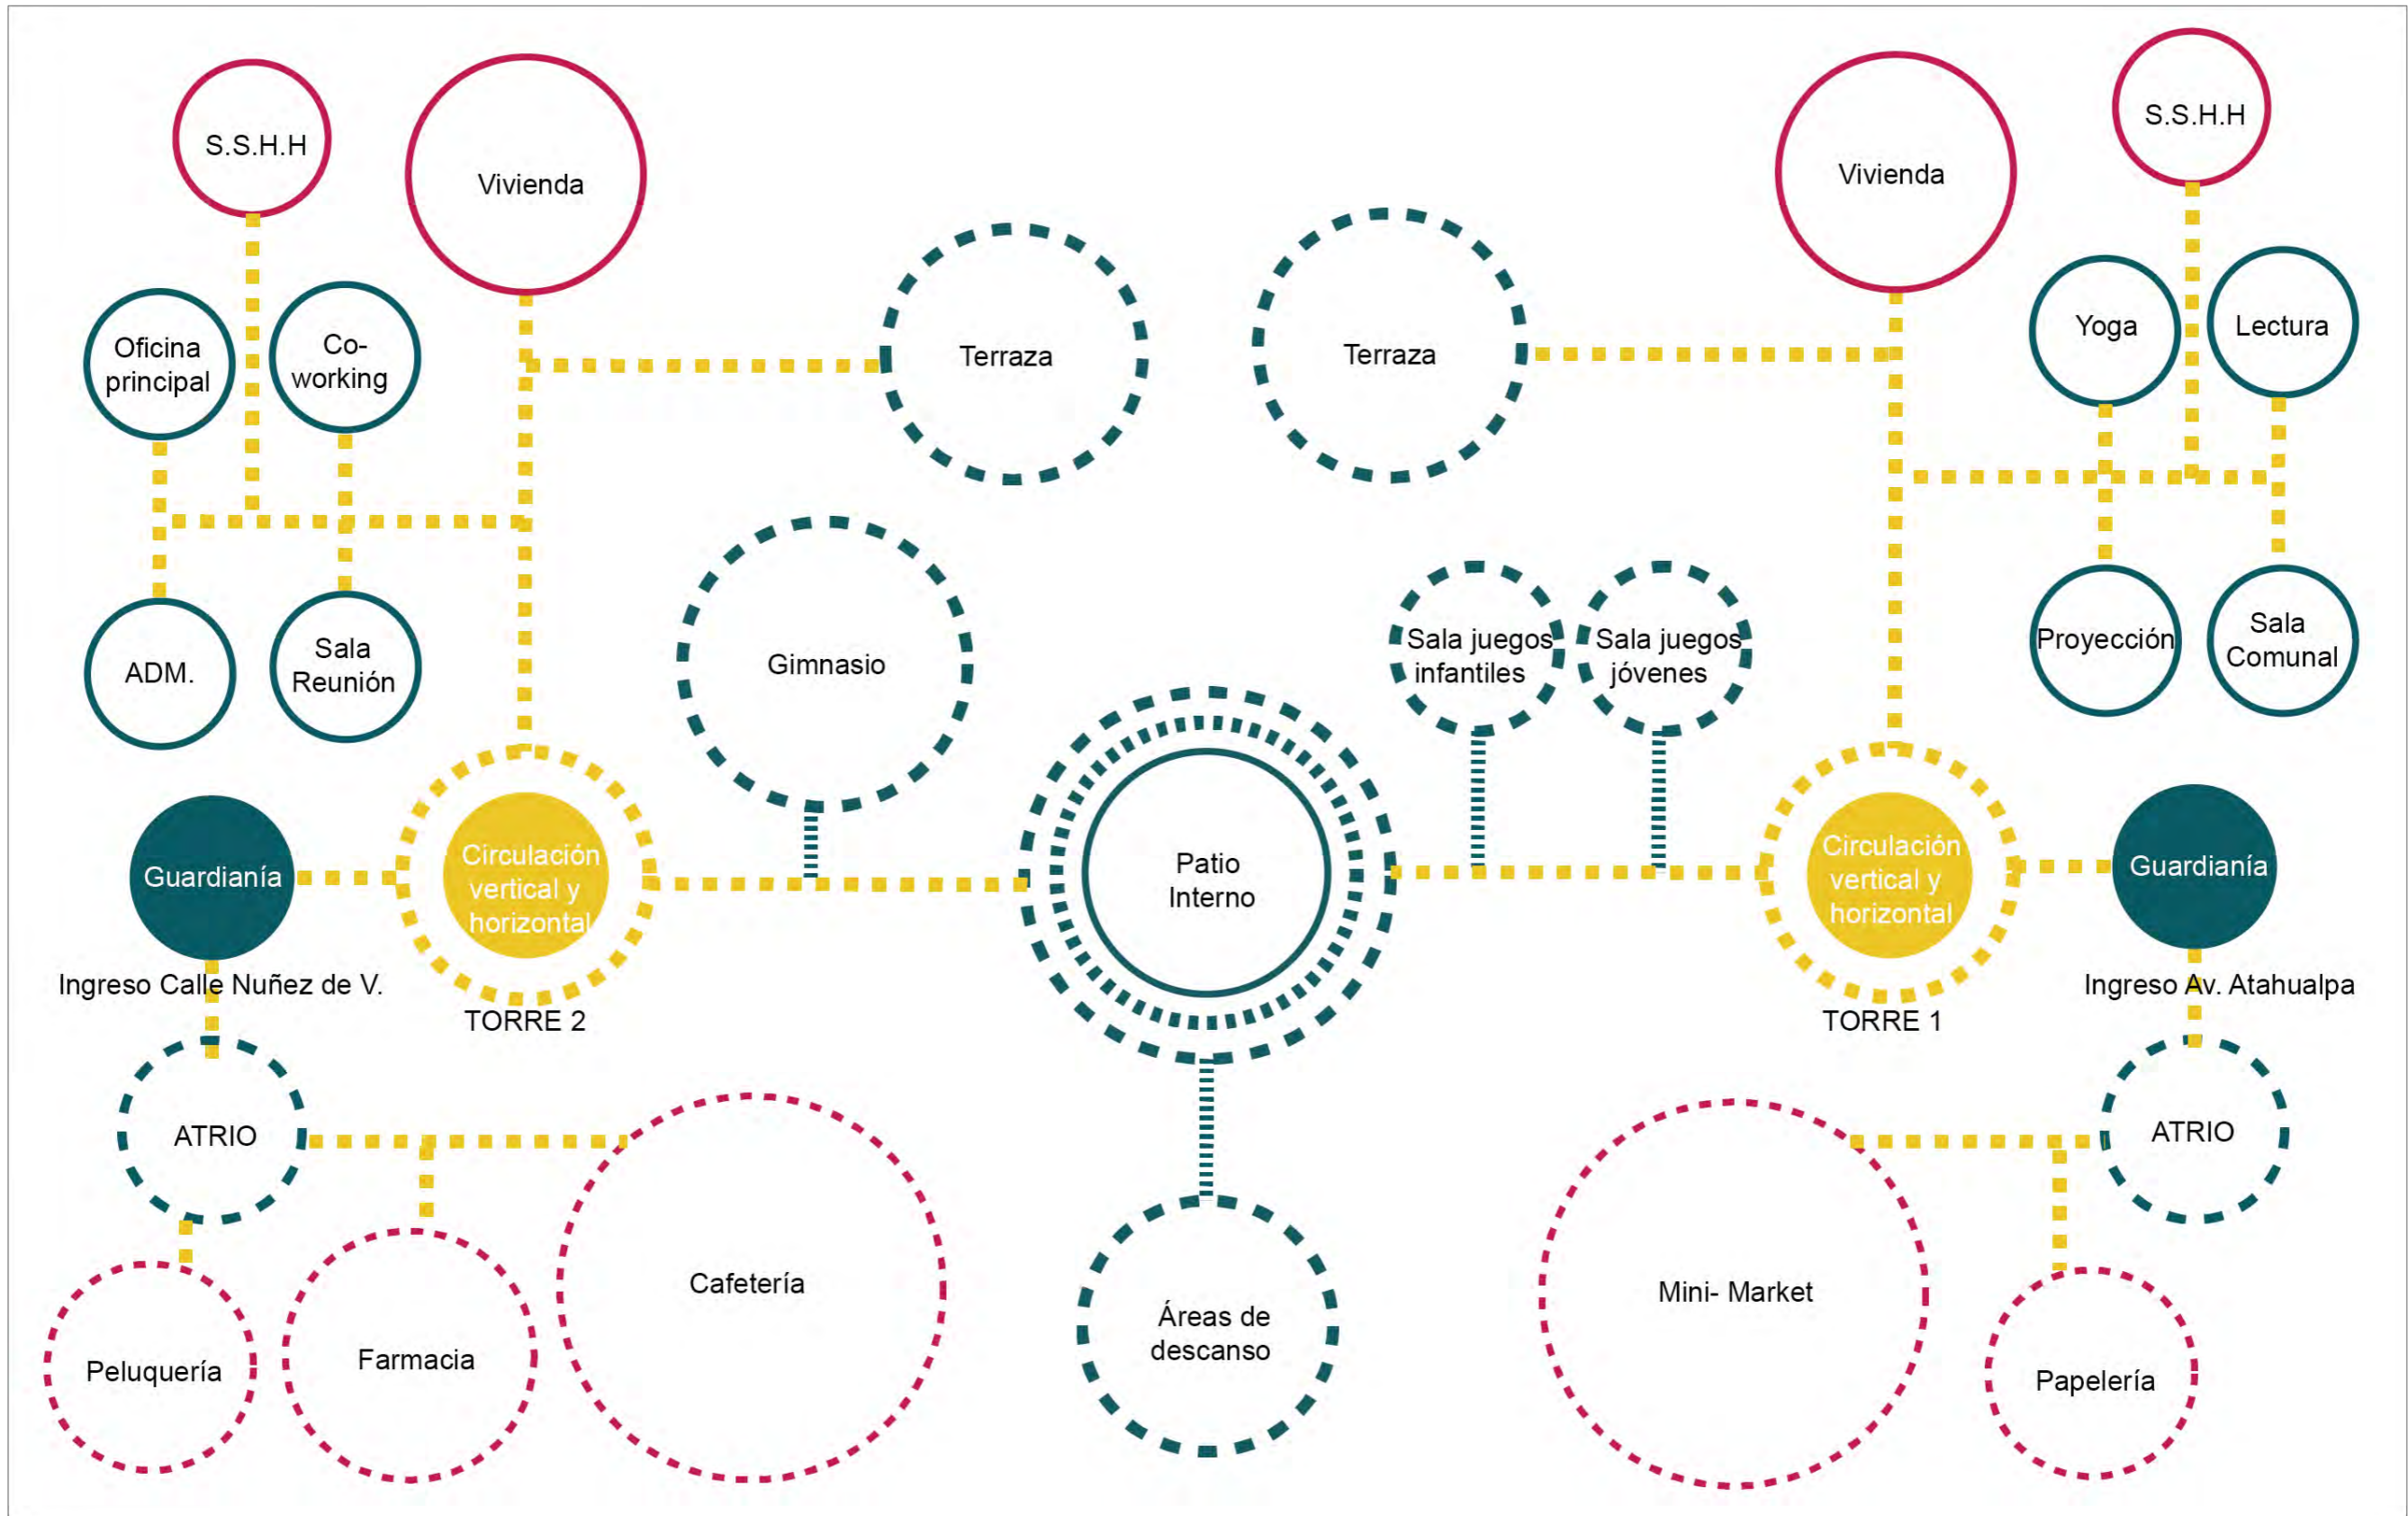 S.S.H.H
Vivienda
Vivienda
S.S.H.H
Oficina
principal
Co-
working
Terraza
Terraza
Yoga
Lectura
ADM.
Sala
Reunión
Gimnasio
Sala juegos
infantiles
Sala juegos
jóvenes
Proyección
Sala
Comunal
Guardianía
Circulación
vertical y
horizontal
Patio
Interno
Circulación
vertical y
horizontal
Guardianía
Ingreso Calle Nuñez de V.
TORRE 2
TORRE 1
Ingreso Av. Atahualpa
ATRIO
ATRIO
Peluquería
Farmacia
Cafetería
Áreas de
descanso
Mini- Market
Papelería